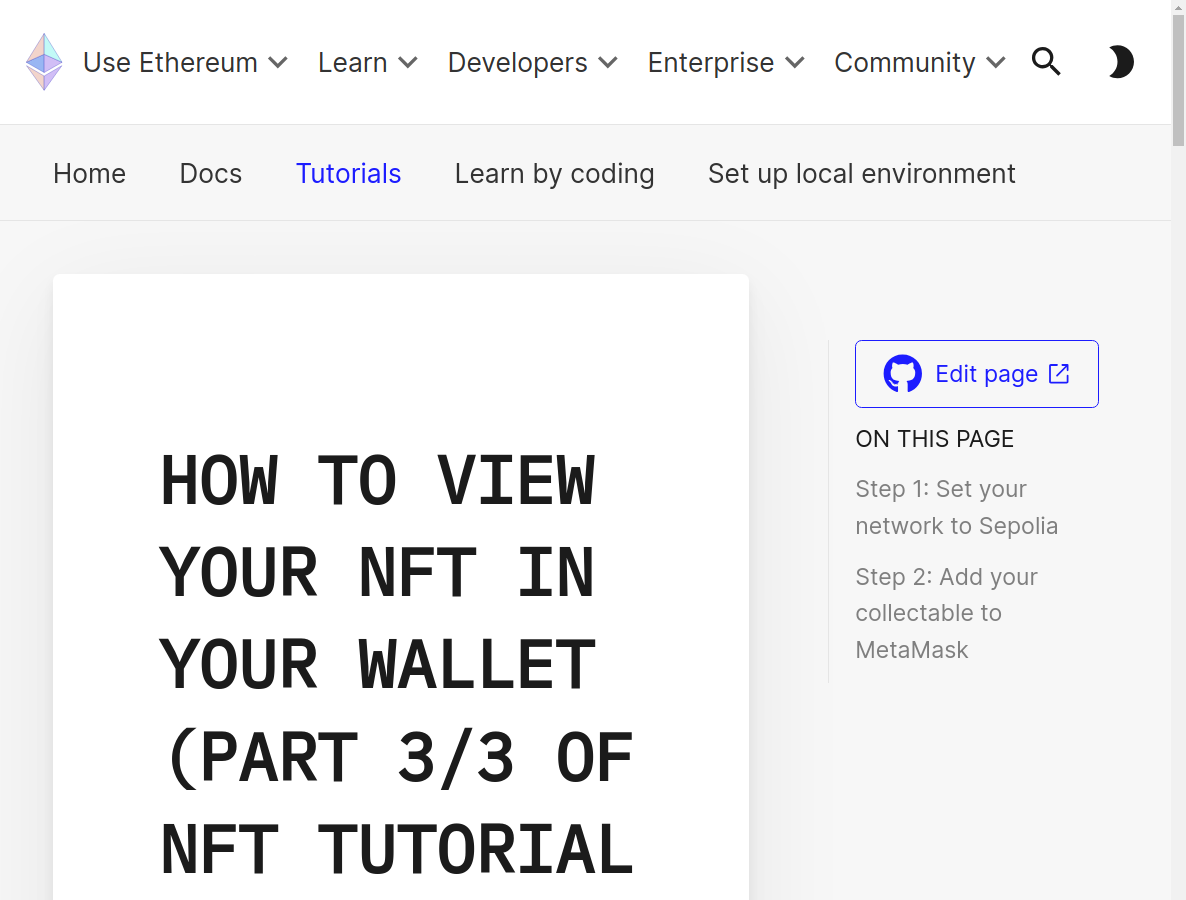 Use Ethereum Learn Developers Enterprise Community
Home Docs Tutorials Learn by coding Set up local environment
HOW TO VIEW
YOUR NFT IN
YOUR WALLET
(PART 3/3 OF
NFT TUTORIAL
Edit page
ON THIS PAGE
Step 1: Set your
network to Sepolia
Step 2: Add your
collectable to
MetaMask